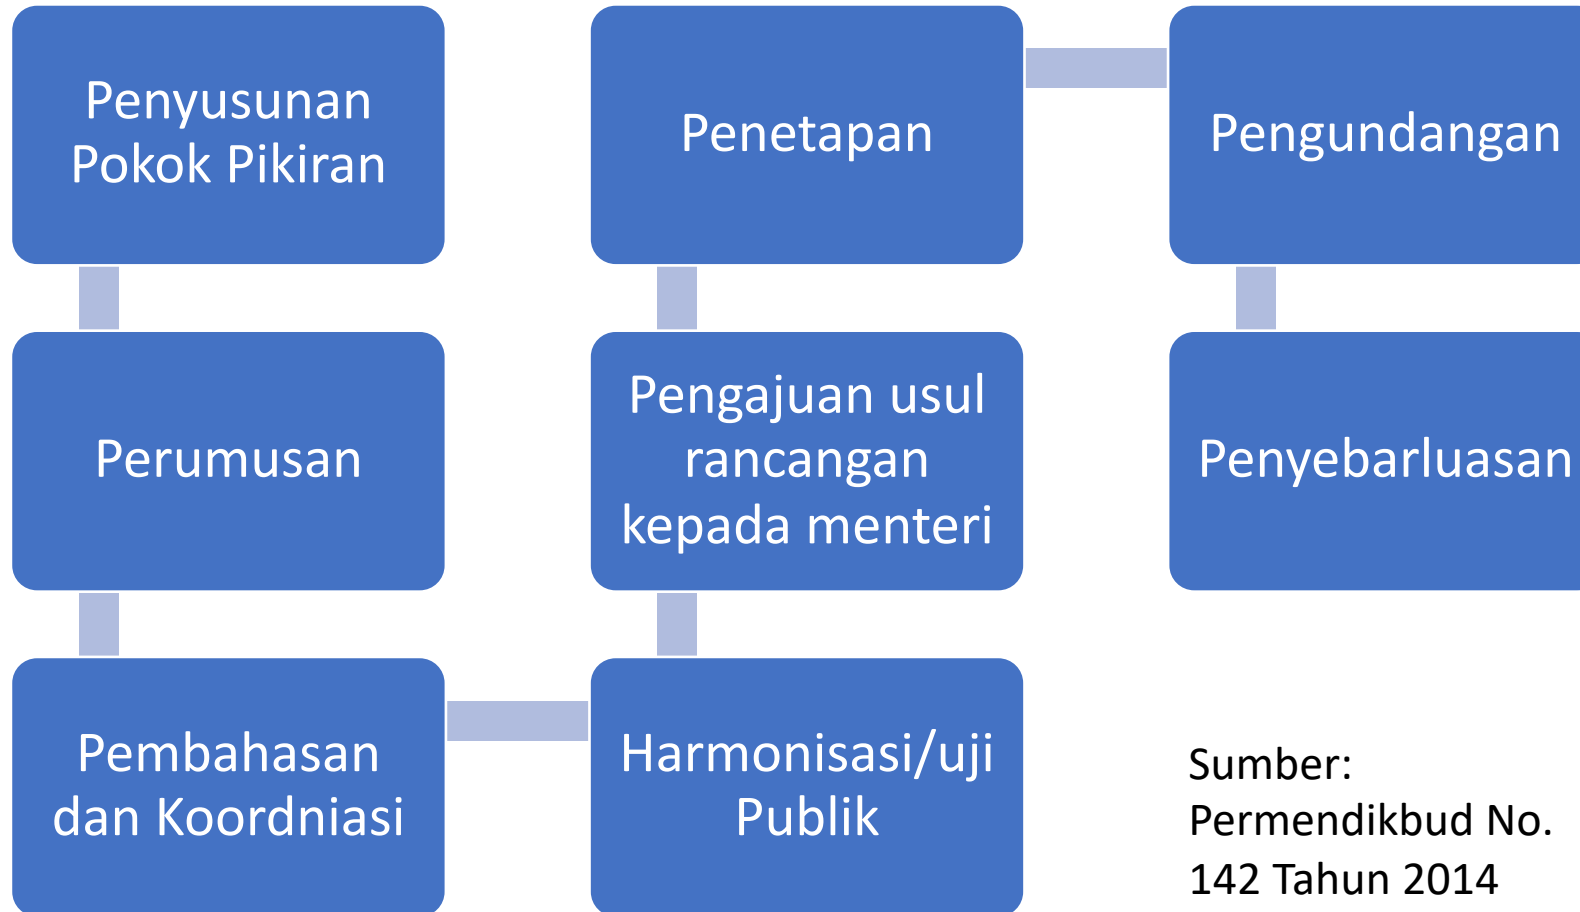 Penyusunan
Pokok Pikiran
Perumusan
Pembahasan
dan Koordniasi
Harmonisasi/uji
Publik
Pengajuan usul
rancangan
kepada menteri
Penetapan
Pengundangan
Penyebarluasan
Sumber:
Permendikbud No.
142 Tahun 2014